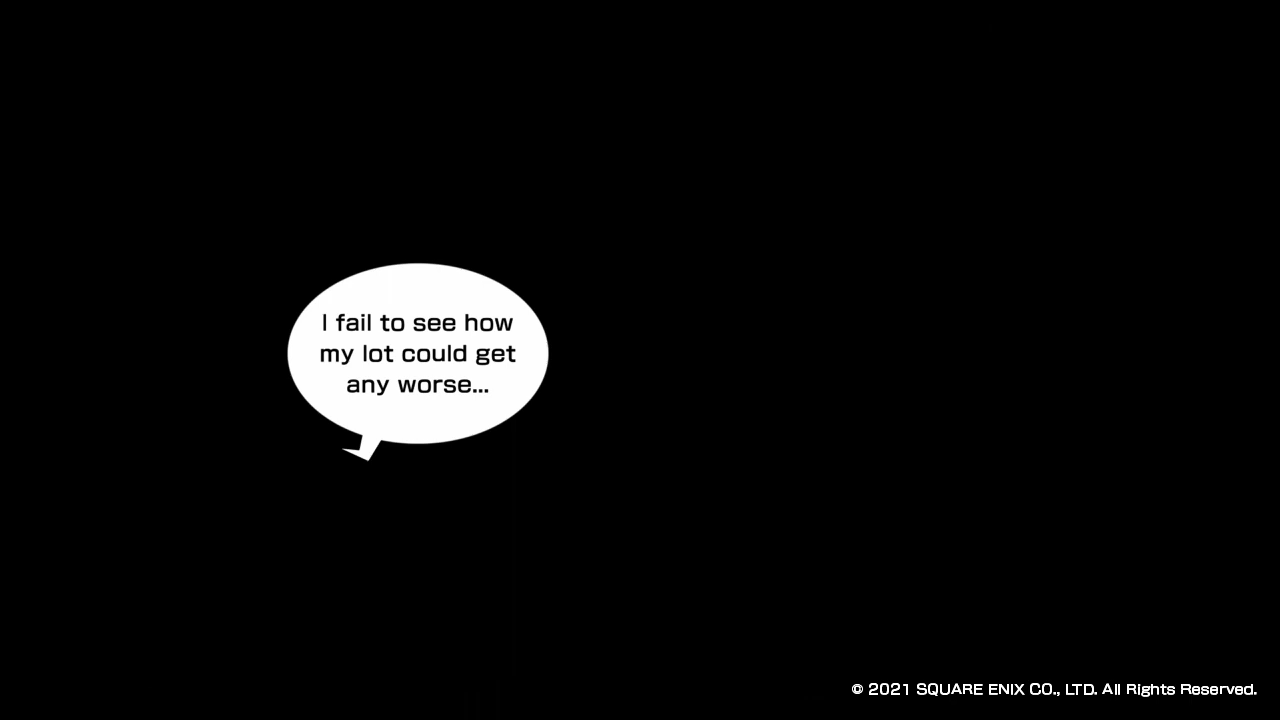 I fail to see how
my lot could get
any worse...
© 2021 SQUARE ENIX CO., LTD. All Rights Reserved.